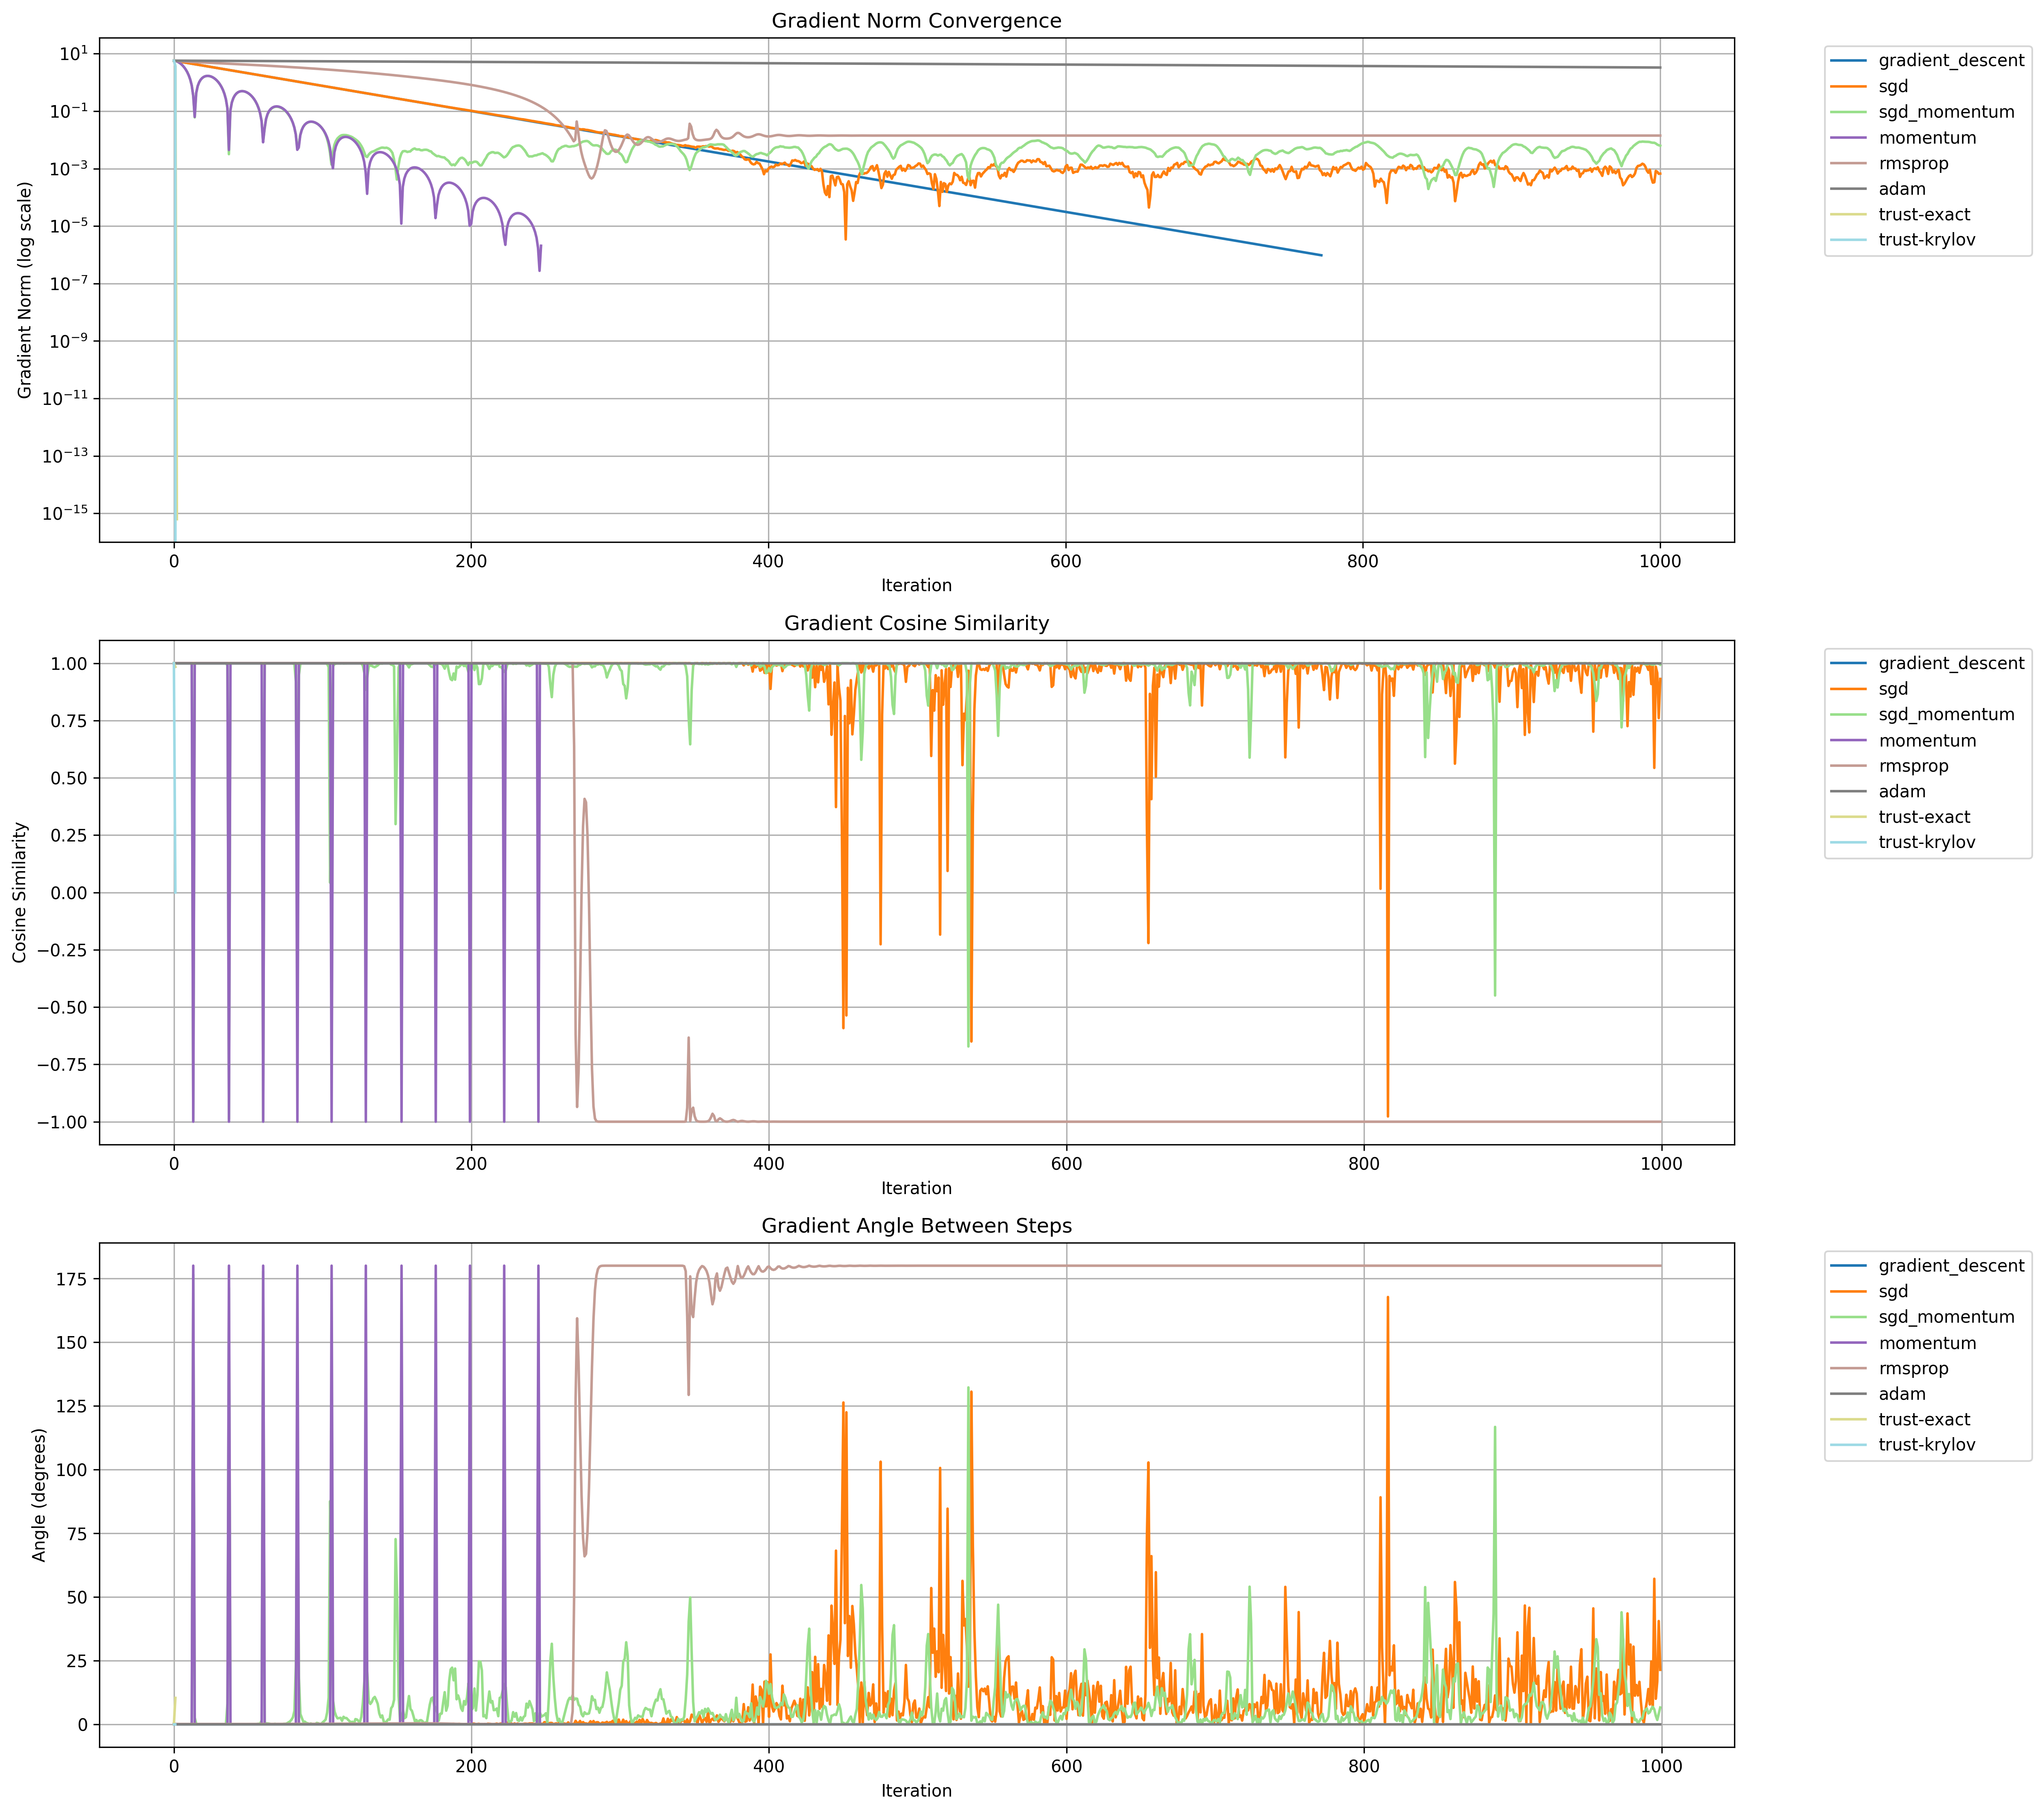 Gradient Norm Convergence
Gradient Norm (log scale)
10¹
10⁻¹
10⁻³
10⁻⁵
10⁻⁷
10⁻⁹
10⁻¹¹
10⁻¹³
10⁻¹⁵
0 200 400 600 800 1000
Iteration
gradient_descent
sgd
sgd_momentum
momentum
rmsprop
adam
trust-exact
trust-krylov
Gradient Cosine Similarity
Cosine Similarity
1.00
0.75
0.50
0.25
0.00
−0.25
−0.50
−0.75
−1.00
0 200 400 600 800 1000
Iteration
gradient_descent
sgd
sgd_momentum
momentum
rmsprop
adam
trust-exact
trust-krylov
Gradient Angle Between Steps
Angle (degrees)
175
150
125
100
75
50
25
0
0 200 400 600 800 1000
Iteration
gradient_descent
sgd
sgd_momentum
momentum
rmsprop
adam
trust-exact
trust-krylov